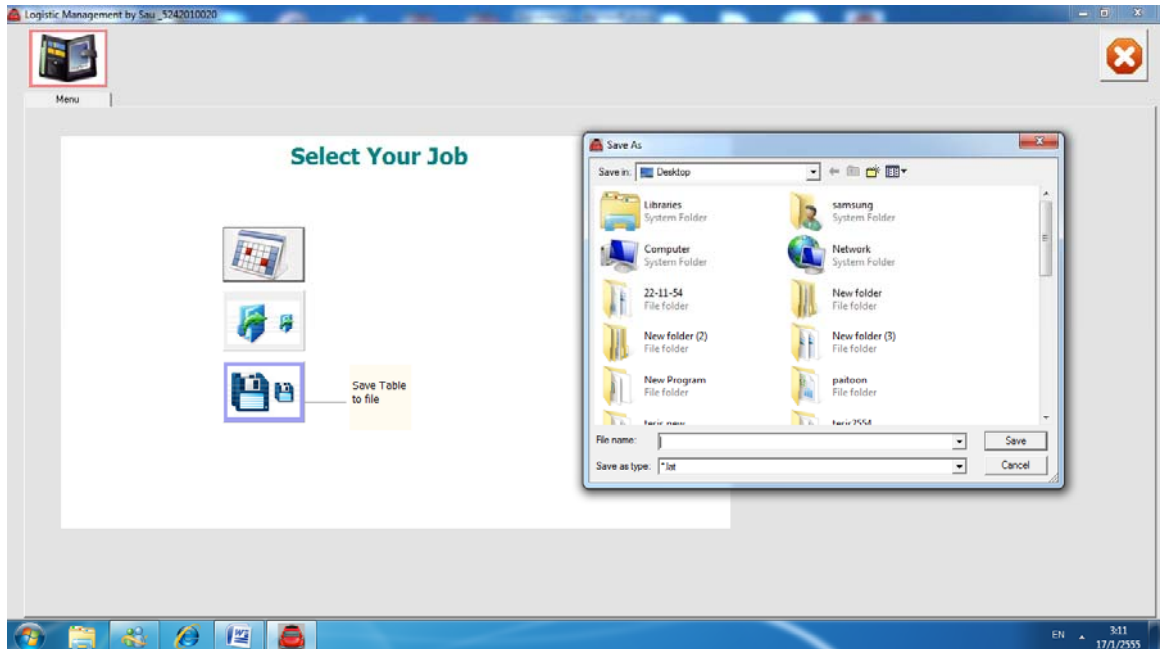 Logistic Management by Sau_5242010020
Menu
Select Your Job
Save Table
to file
Save As
Save in: Desktop
Libraries
System Folder
samsung
System Folder
Computer
System Folder
Network
System Folder
22-11-54
File folder
New folder
File folder
New folder (2)
File folder
New folder (3)
File folder
New Program
File folder
paitoon
File folder
File name:
Save
Save as type:
Cancel
EN
3:11
17/1/2555